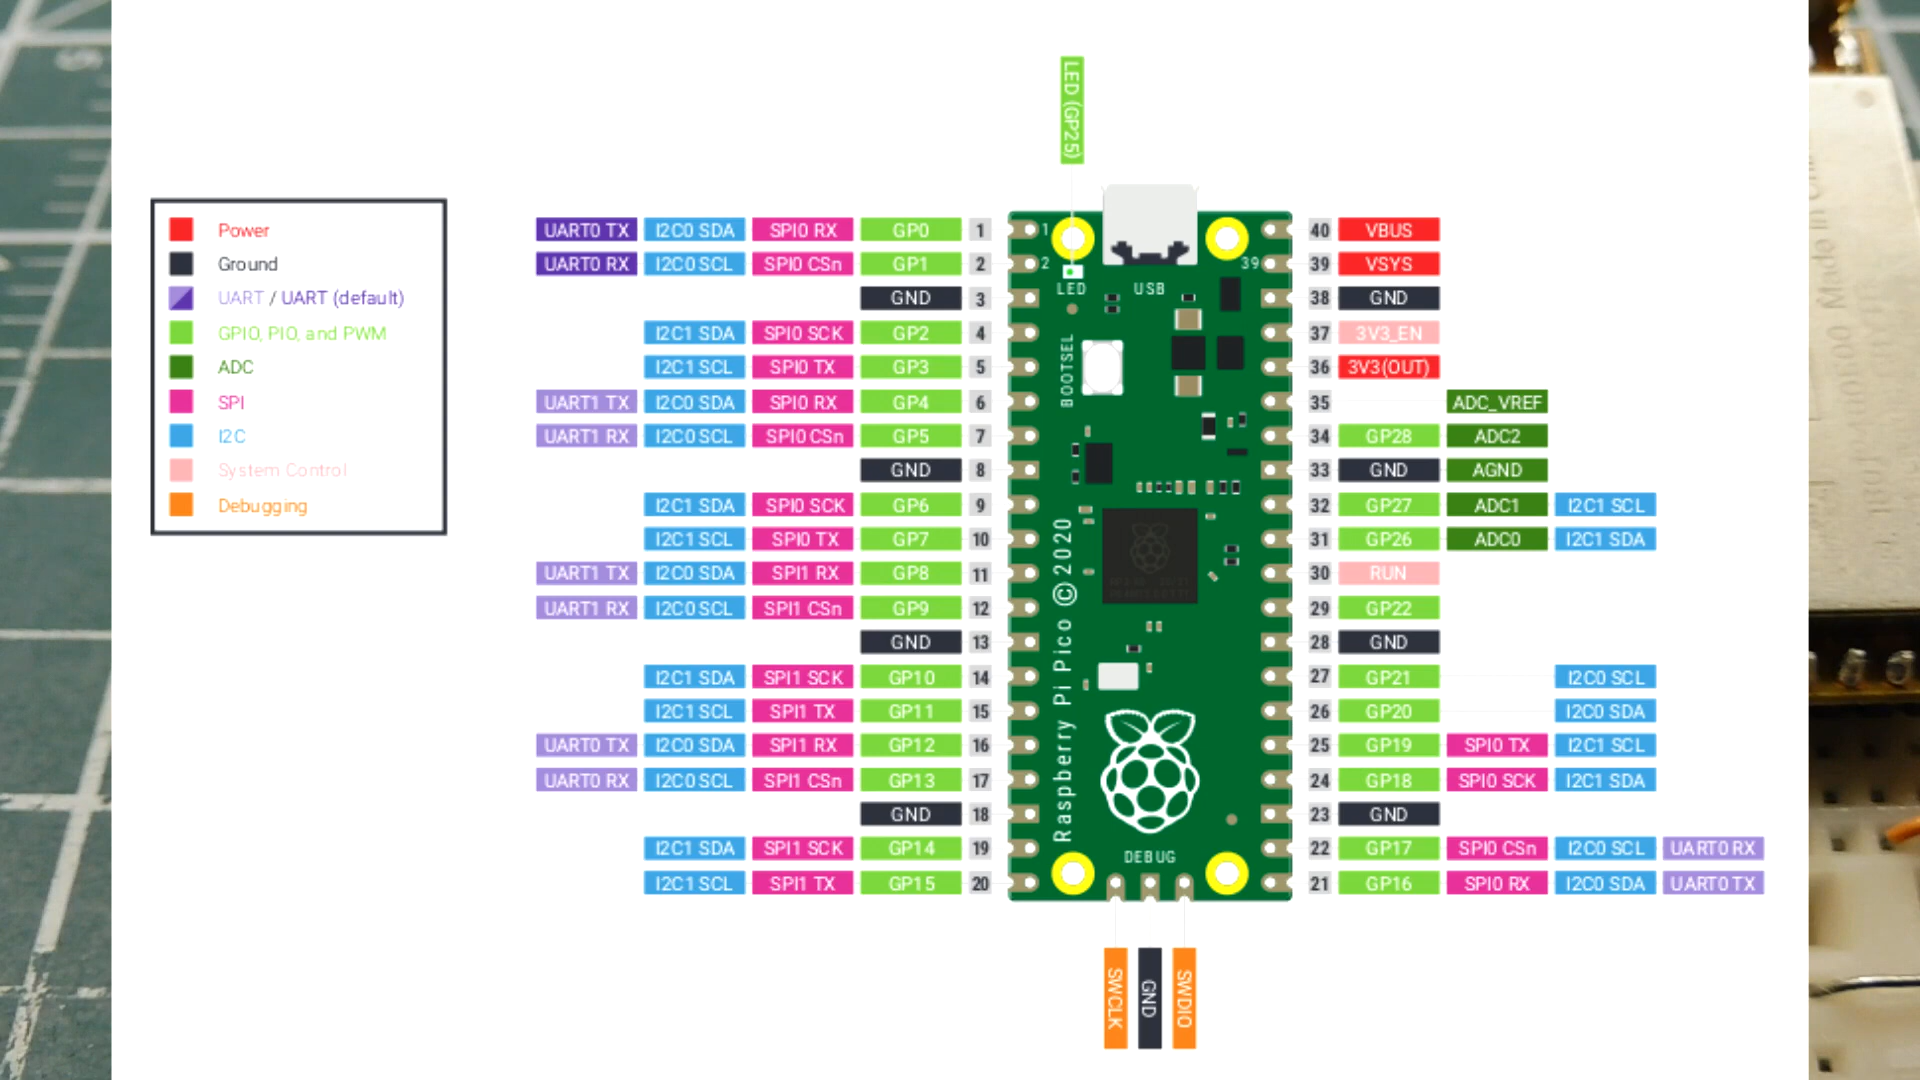 LED (GP25)
Power
Ground
UART / UART (default)
GPIO, PIO, and PWM
ADC
SPI
I2C
System Control
Debugging
UART0 TX I2C0 SDA SPI0 RX GP0 1
UART0 RX I2C0 SCL SPI0 CSn GP1 2
GND 3
I2C1 SDA SPI0 SCK GP2 4
I2C1 SCL SPI0 TX GP3 5
UART1 TX I2C0 SDA SPI0 RX GP4 6
UART1 RX I2C0 SCL SPI0 CSn GP5 7
GND 8
I2C1 SDA SPI0 SCK GP6 9
I2C1 SCL SPI0 TX GP7 10
UART1 TX I2C0 SDA SPI1 RX GP8 11
UART1 RX I2C0 SCL SPI1 CSn GP9 12
GND 13
I2C1 SDA SPI1 SCK GP10 14
I2C1 SCL SPI1 TX GP11 15
UART0 TX I2C0 SDA SPI1 RX GP12 16
UART0 RX I2C0 SCL SPI1 CSn GP13 17
GND 18
I2C1 SDA SPI1 SCK GP14 19
I2C1 SCL SPI1 TX GP15 20
1
2
39
LED
USB
BOOTSEL
Raspberry Pi Pico © 2020
DEBUG
40 VBUS
39 VSYS
38 GND
37 3V3_EN
36 3V3(OUT)
35 ADC_VREF
34 GP28 ADC2
33 GND AGND
32 GP27 ADC1 I2C1 SCL
31 GP26 ADC0 I2C1 SDA
30 RUN
29 GP22
28 GND
27 GP21 I2C0 SCL
26 GP20 I2C0 SDA
25 GP19 SPI0 TX I2C1 SCL
24 GP18 SPI0 SCK I2C1 SDA
23 GND
22 GP17 SPI0 CSn I2C0 SCL UART0 RX
21 GP16 SPI0 RX I2C0 SDA UART0 TX
SWCLK
GND
SWDIO
Made in